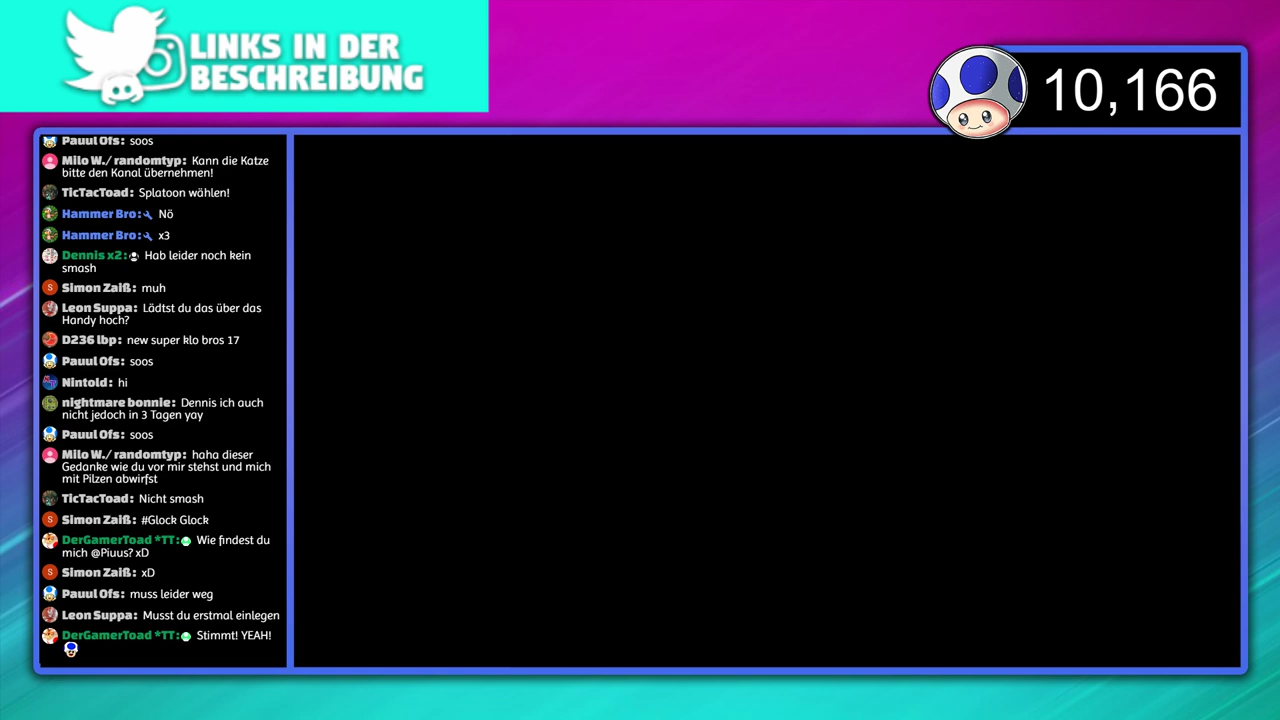 LINKS IN DER
BESCHREIBUNG
10,166
Pauul Ofs: soos
Milo W./ randomtyp: Kann die Katze
bitte den Kanal übernehmen!
TicTacToad: Splatoon wählen!
Hammer Bro: Nö
Hammer Bro: x3
Dennis x2: Hab leider noch kein
smash
Simon Zaiß: muh
Leon Suppa: Lädtst du das über das
Handy hoch?
D236 lbp: new super klo bros 17
Pauul Ofs: soos
Nintold: hi
nightmare bonnie: Dennis ich auch
nicht jedoch in 3 Tagen yay
Pauul Ofs: soos
Milo W./ randomtyp: haha dieser
Gedanke wie du vor mir stehst und mich
mit Pilzen abwirfst
TicTacToad: Nicht smash
Simon Zaiß: #Glock Glock
DerGamerToad *TT: Wie findest du
mich @Piuus? xD
Simon Zaiß: xD
Pauul Ofs: muss leider weg
Leon Suppa: Musst du erstmal einlegen
DerGamerToad *TT: Stimmt! YEAH!